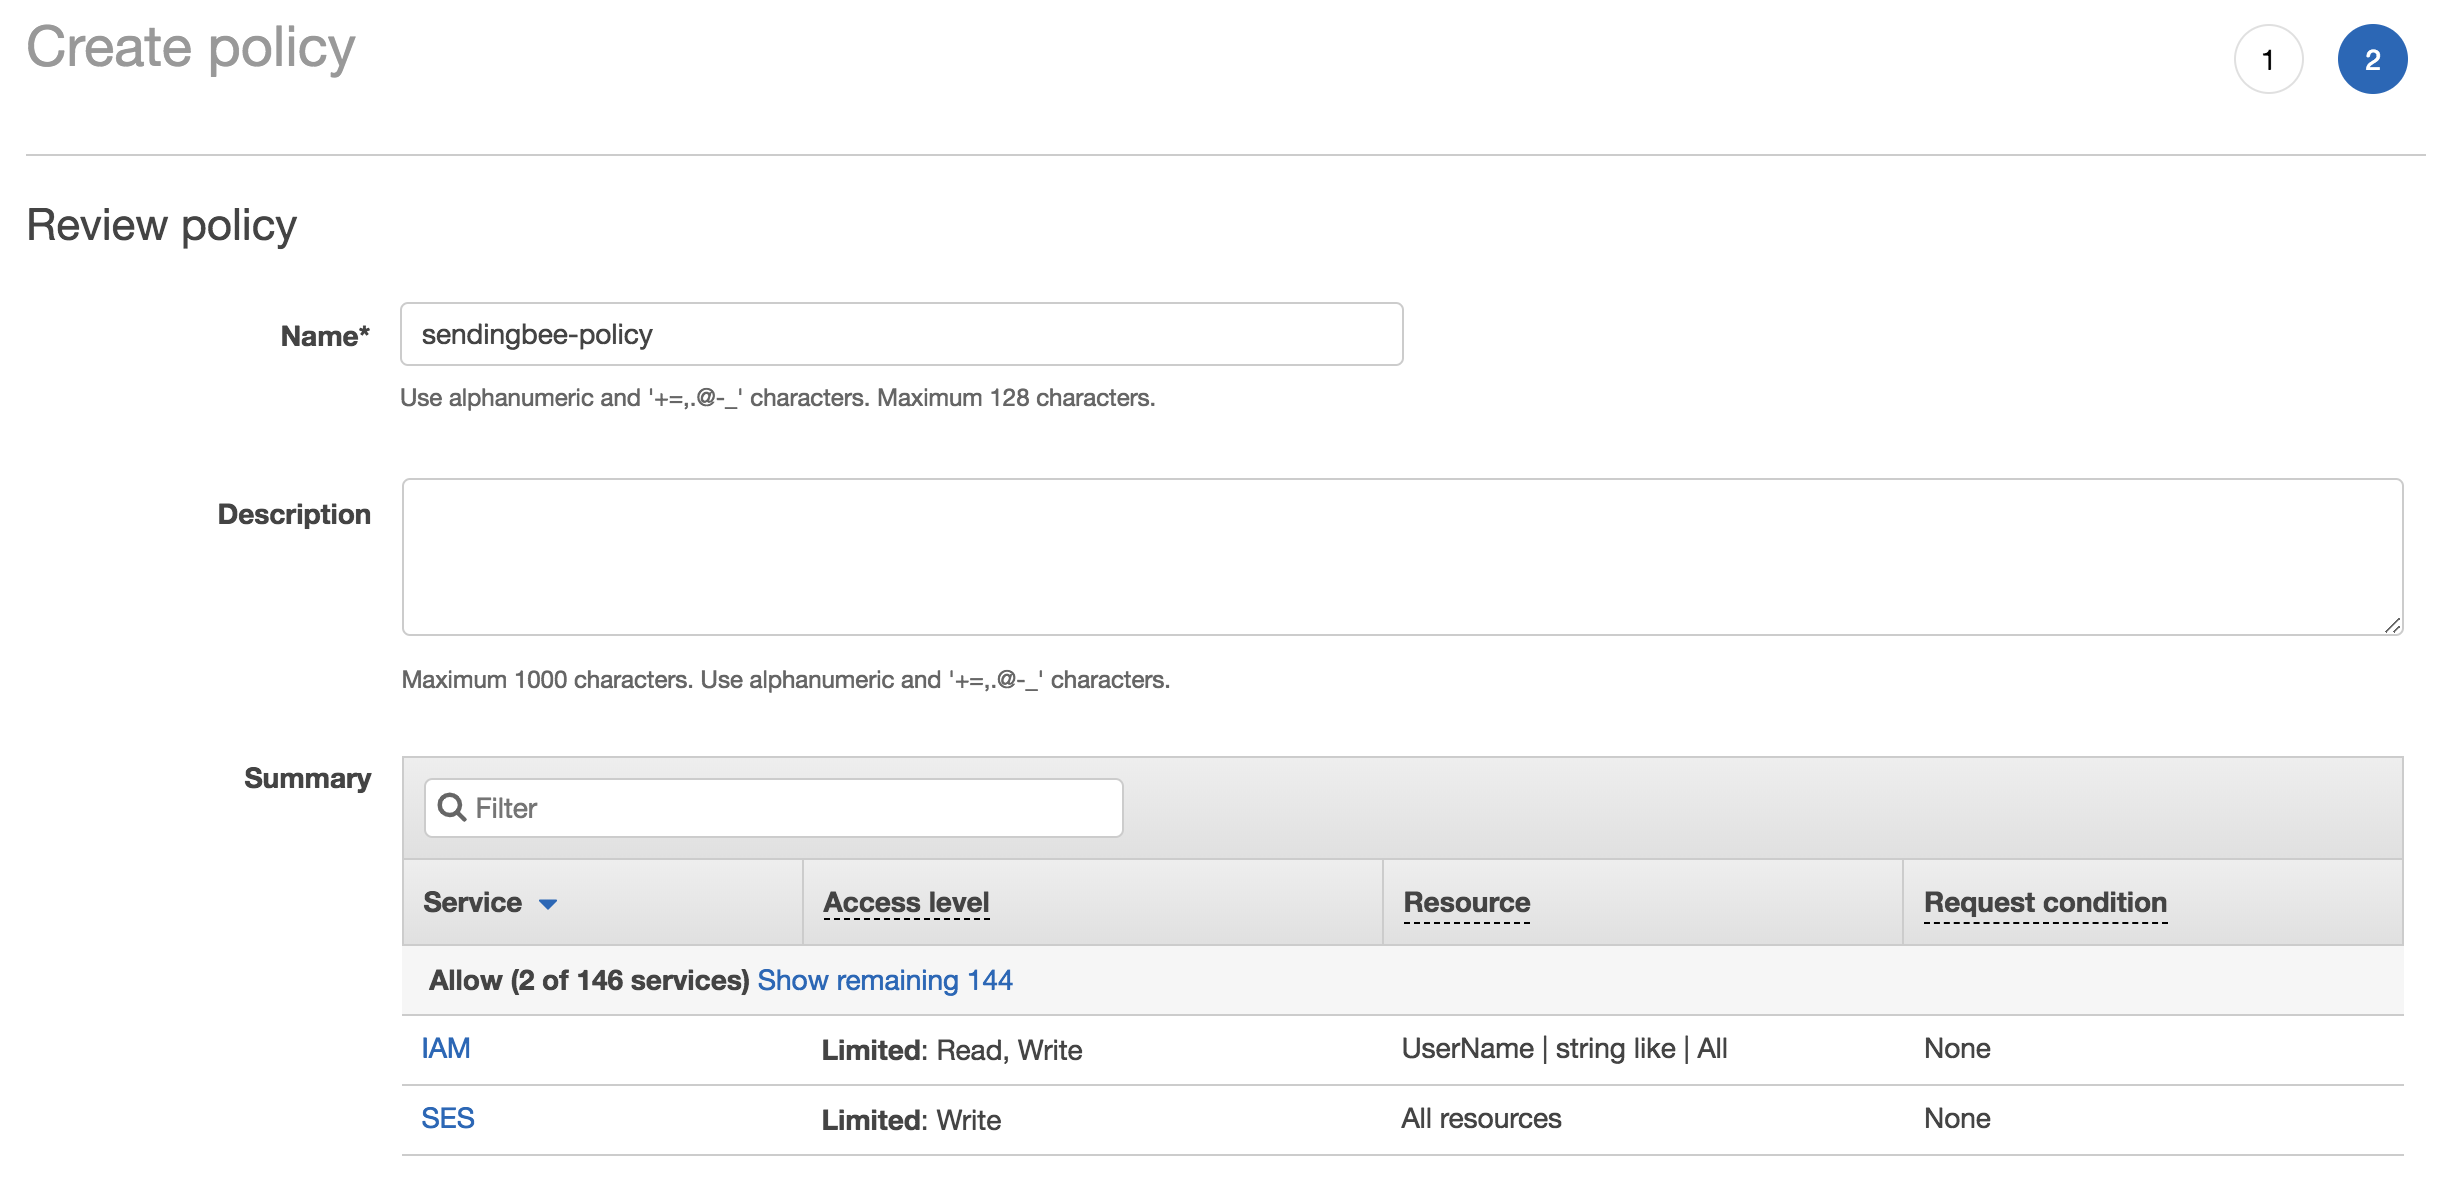 Create policy
1
2
Review policy
Name*
sendingbee-policy
Use alphanumeric and '+=,.@-_' characters. Maximum 128 characters.
Description
Maximum 1000 characters. Use alphanumeric and '+=,.@-_' characters.
Summary
Filter
Service Access level Resource Request condition
Allow (2 of 146 services) Show remaining 144
IAM Limited: Read, Write UserName | string like | All None
SES Limited: Write All resources None